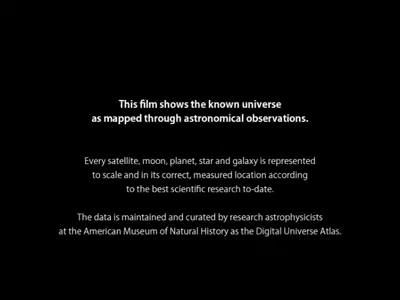 This film shows the known universe
as mapped through astronomical observations.
Every satellite, moon, planet, star and galaxy is represented
to scale and in its correct, measured location according
to the best scientific research to-date.
The data is maintained and curated by research astrophysicists
at the American Museum of Natural History as the Digital Universe Atlas.